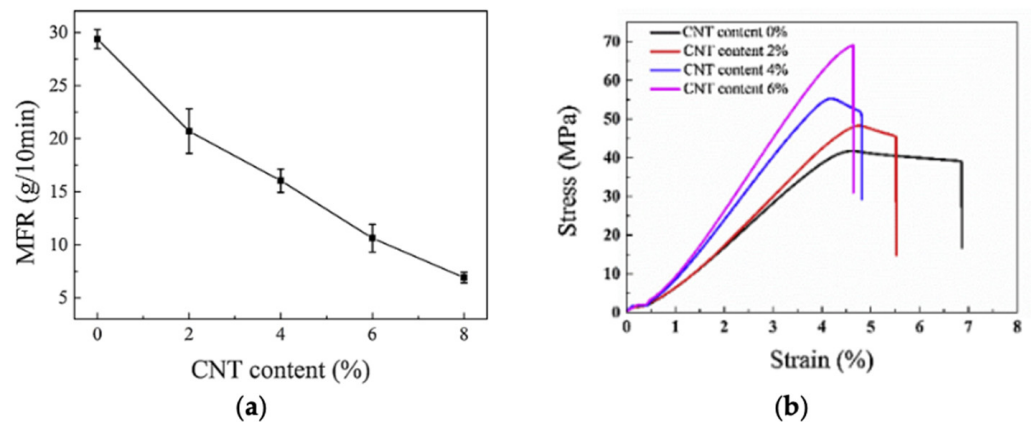 30
25
20
15
10
5
MFR (g/10min)
0 2 4 6 8
CNT content (%)
(a)
CNT content 0%
CNT content 2%
CNT content 4%
CNT content 6%
70
60
50
40
30
20
10
0
Stress (MPa)
0 1 2 3 4 5 6 7 8
Strain (%)
(b)